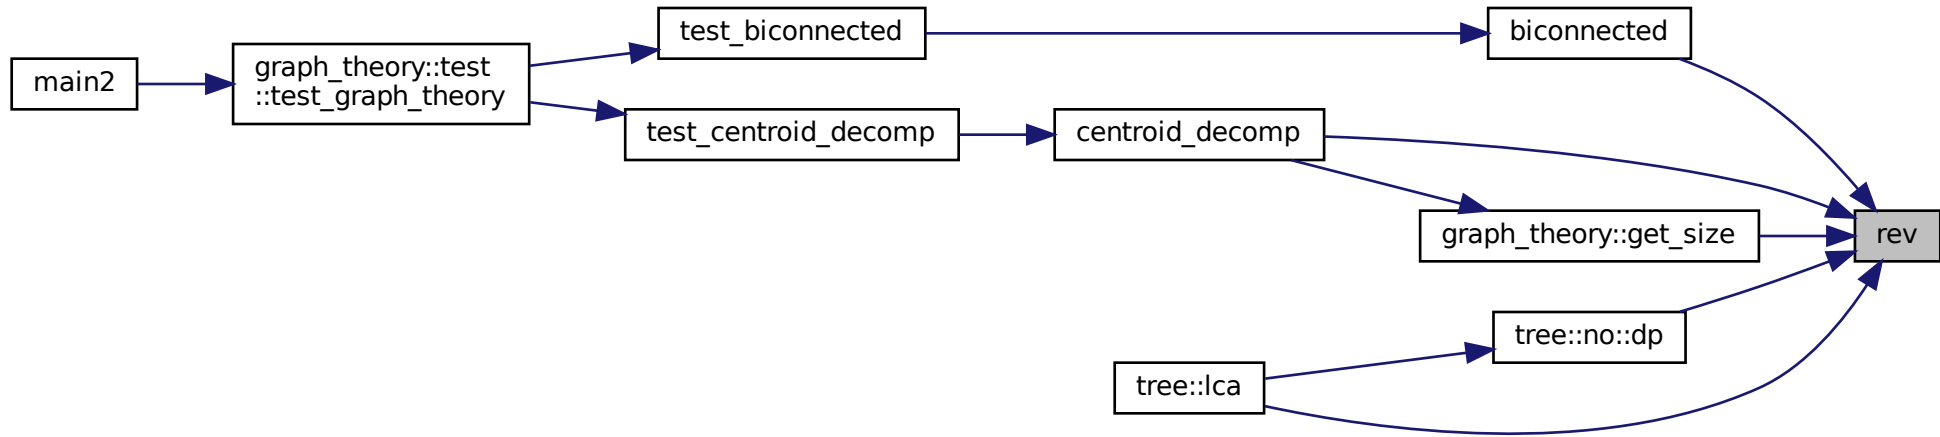 main2
graph_theory::test
::test_graph_theory
test_biconnected
test_centroid_decomp
biconnected
centroid_decomp
graph_theory::get_size
rev
tree::no::dp
tree::lca